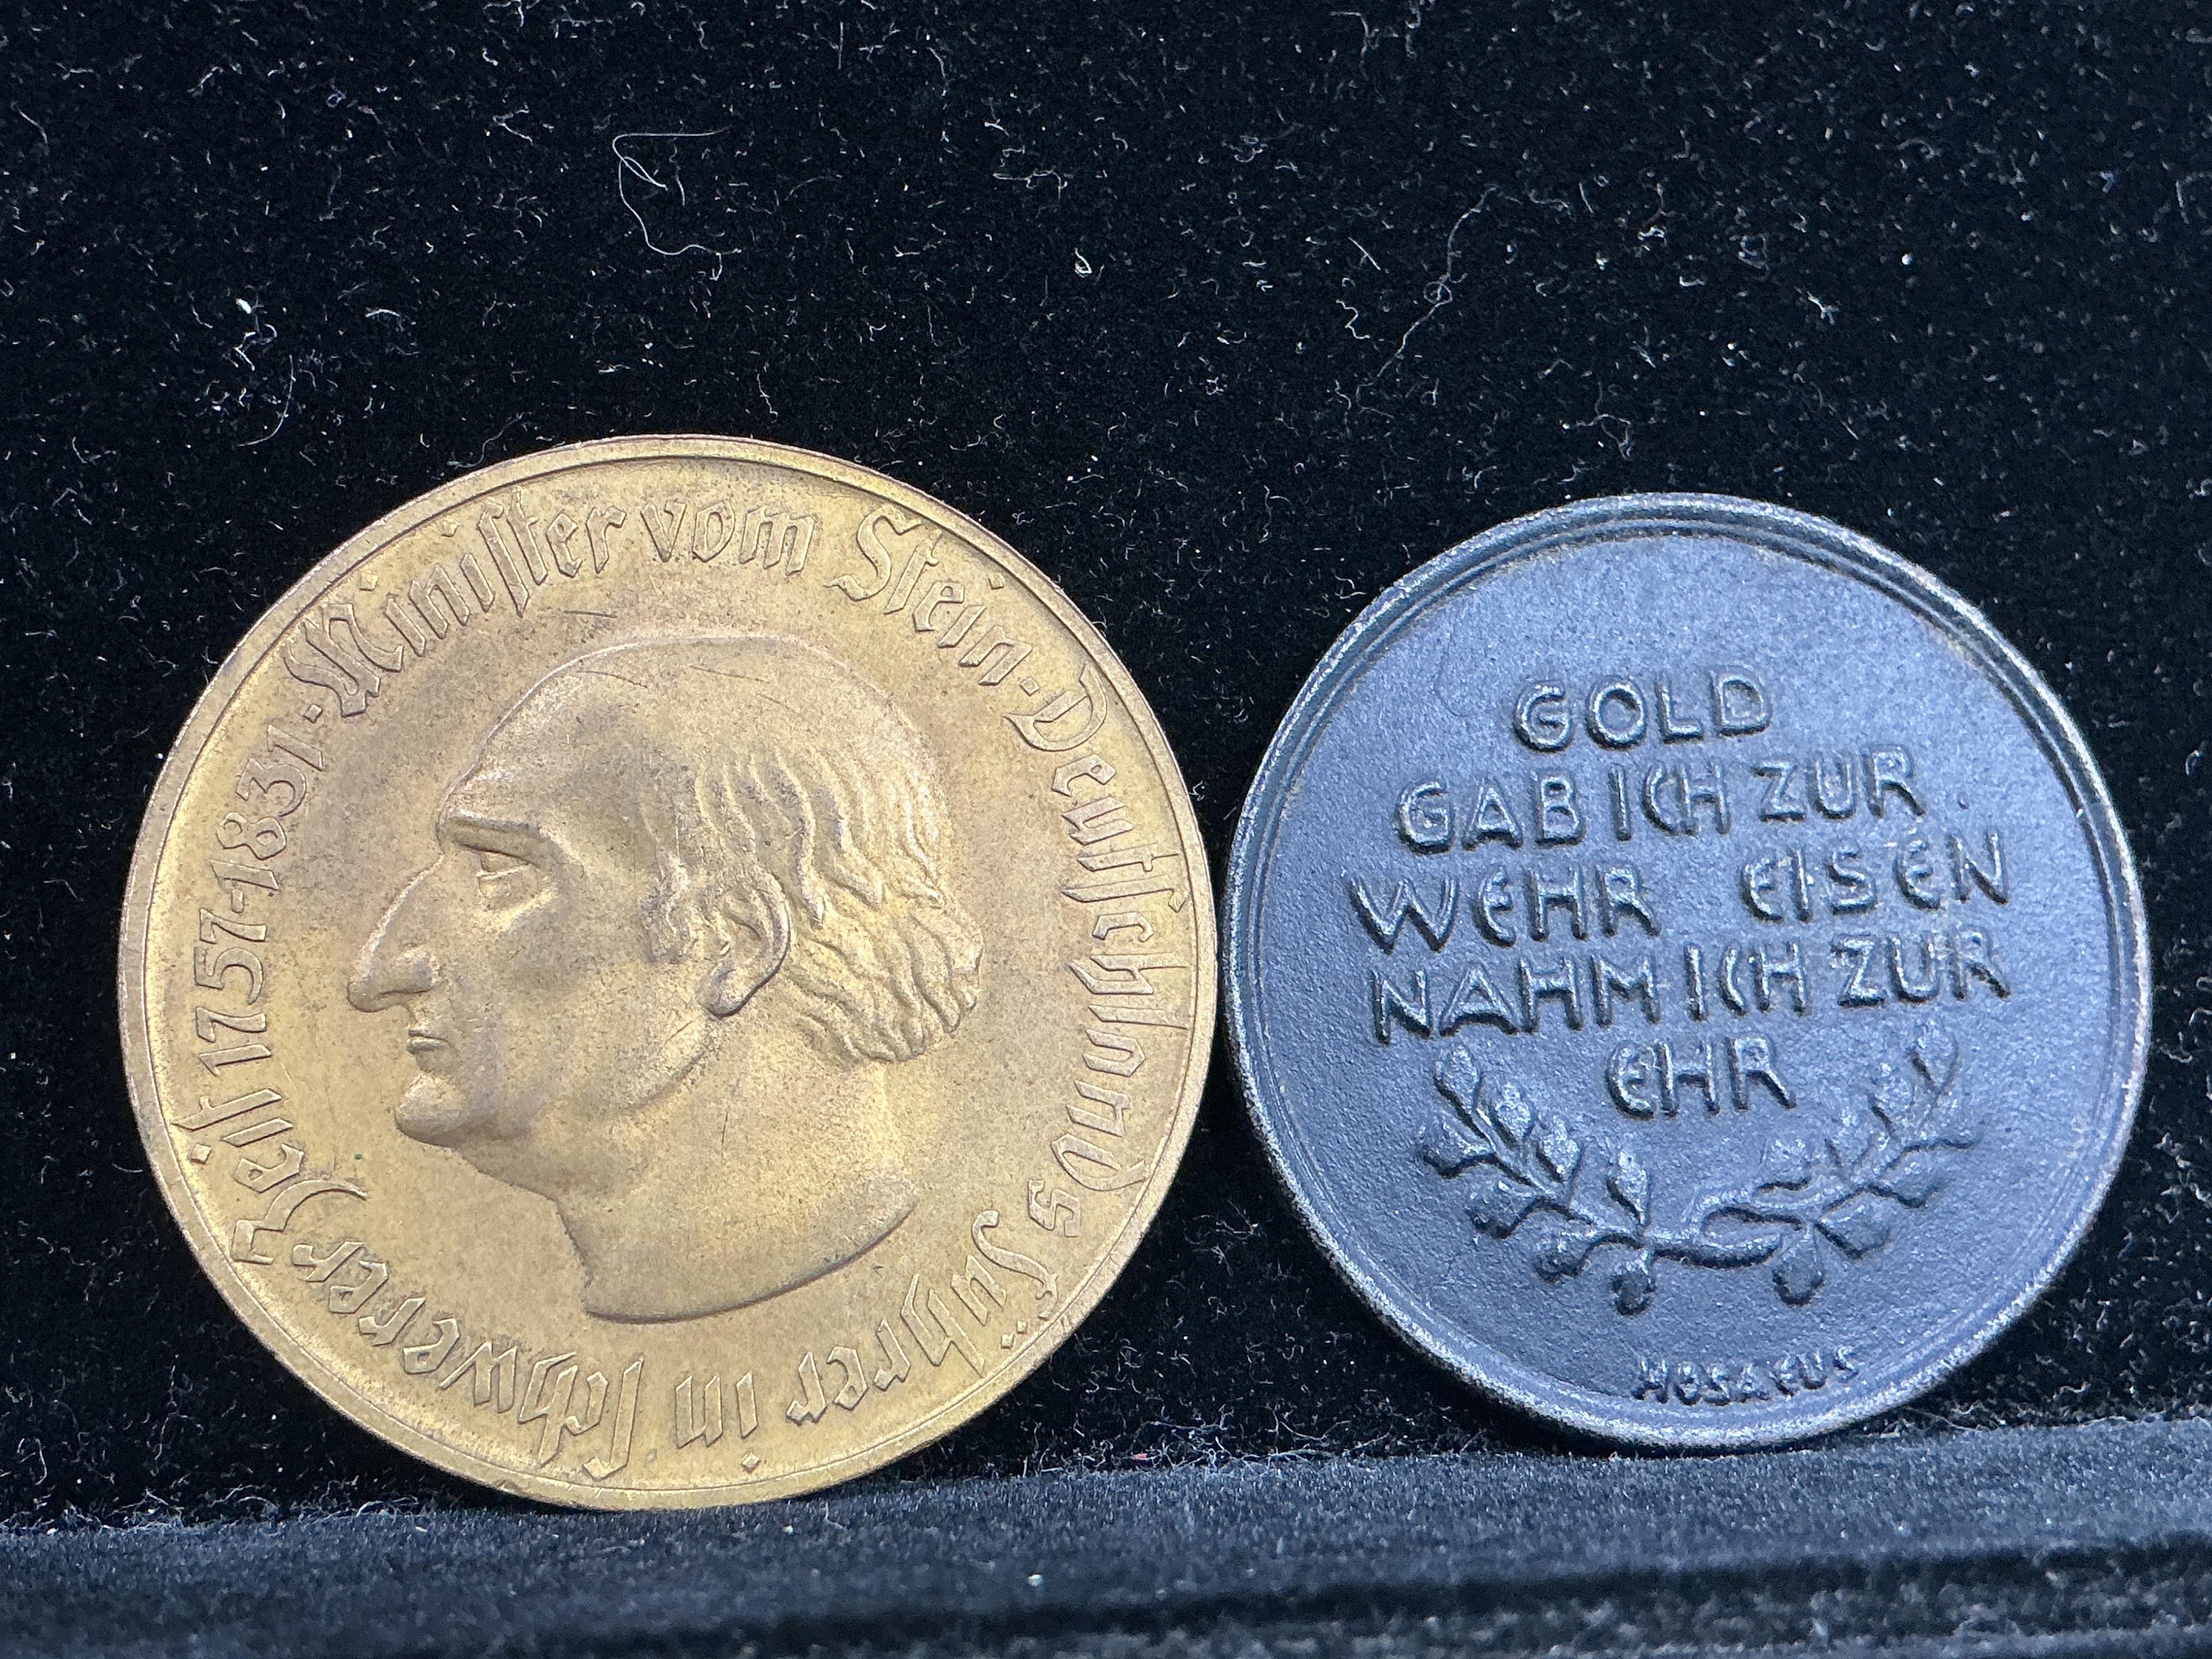 Minister vom Stein · Deutschlands Führer in schwerer Zeit 1757-1831 ·
GOLD
GAB ICH ZUR
WEHR EISEN
NAHM ICH ZUR
EHR
HOSAEUS